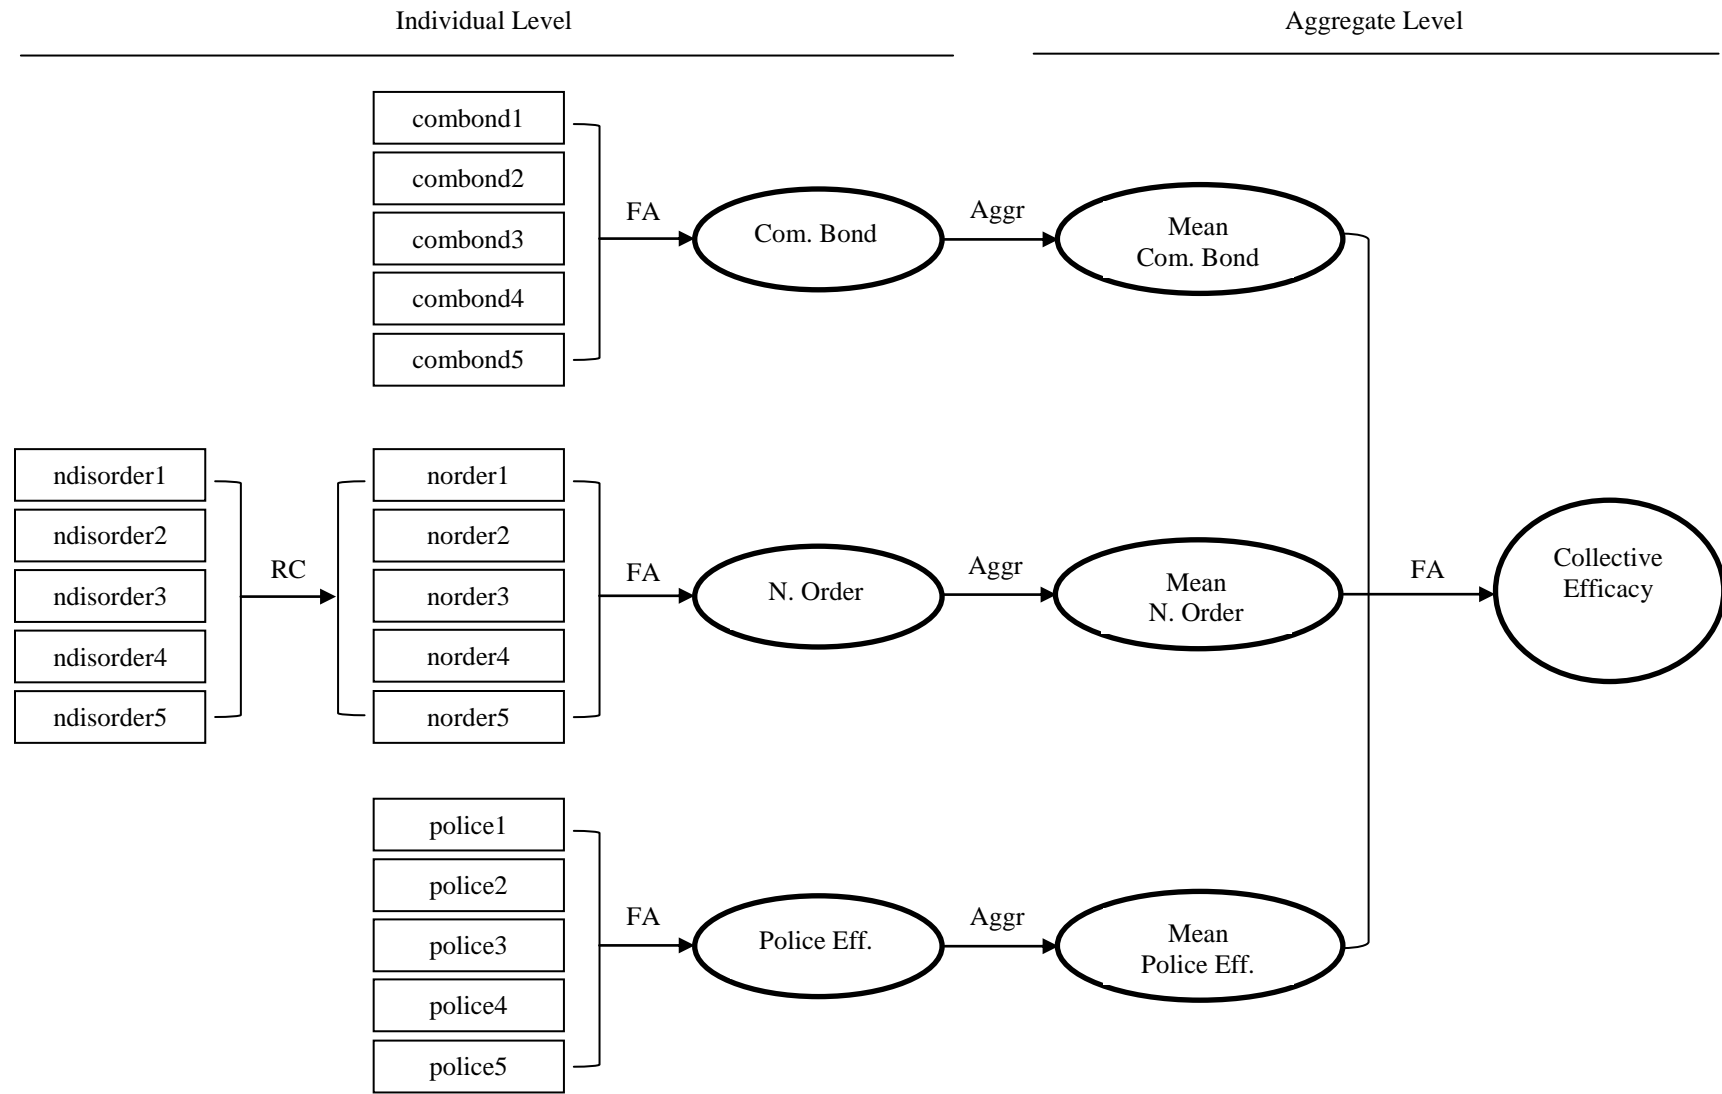 Individual Level
Aggregate Level
combond1
combond2
combond3
combond4
combond5
FA
Com. Bond
Aggr
Mean
Com. Bond
ndisorder1
ndisorder2
ndisorder3
ndisorder4
ndisorder5
RC
norder1
norder2
norder3
norder4
norder5
FA
N. Order
Aggr
Mean
N. Order
FA
Collective
Efficacy
police1
police2
police3
police4
police5
FA
Police Eff.
Aggr
Mean
Police Eff.